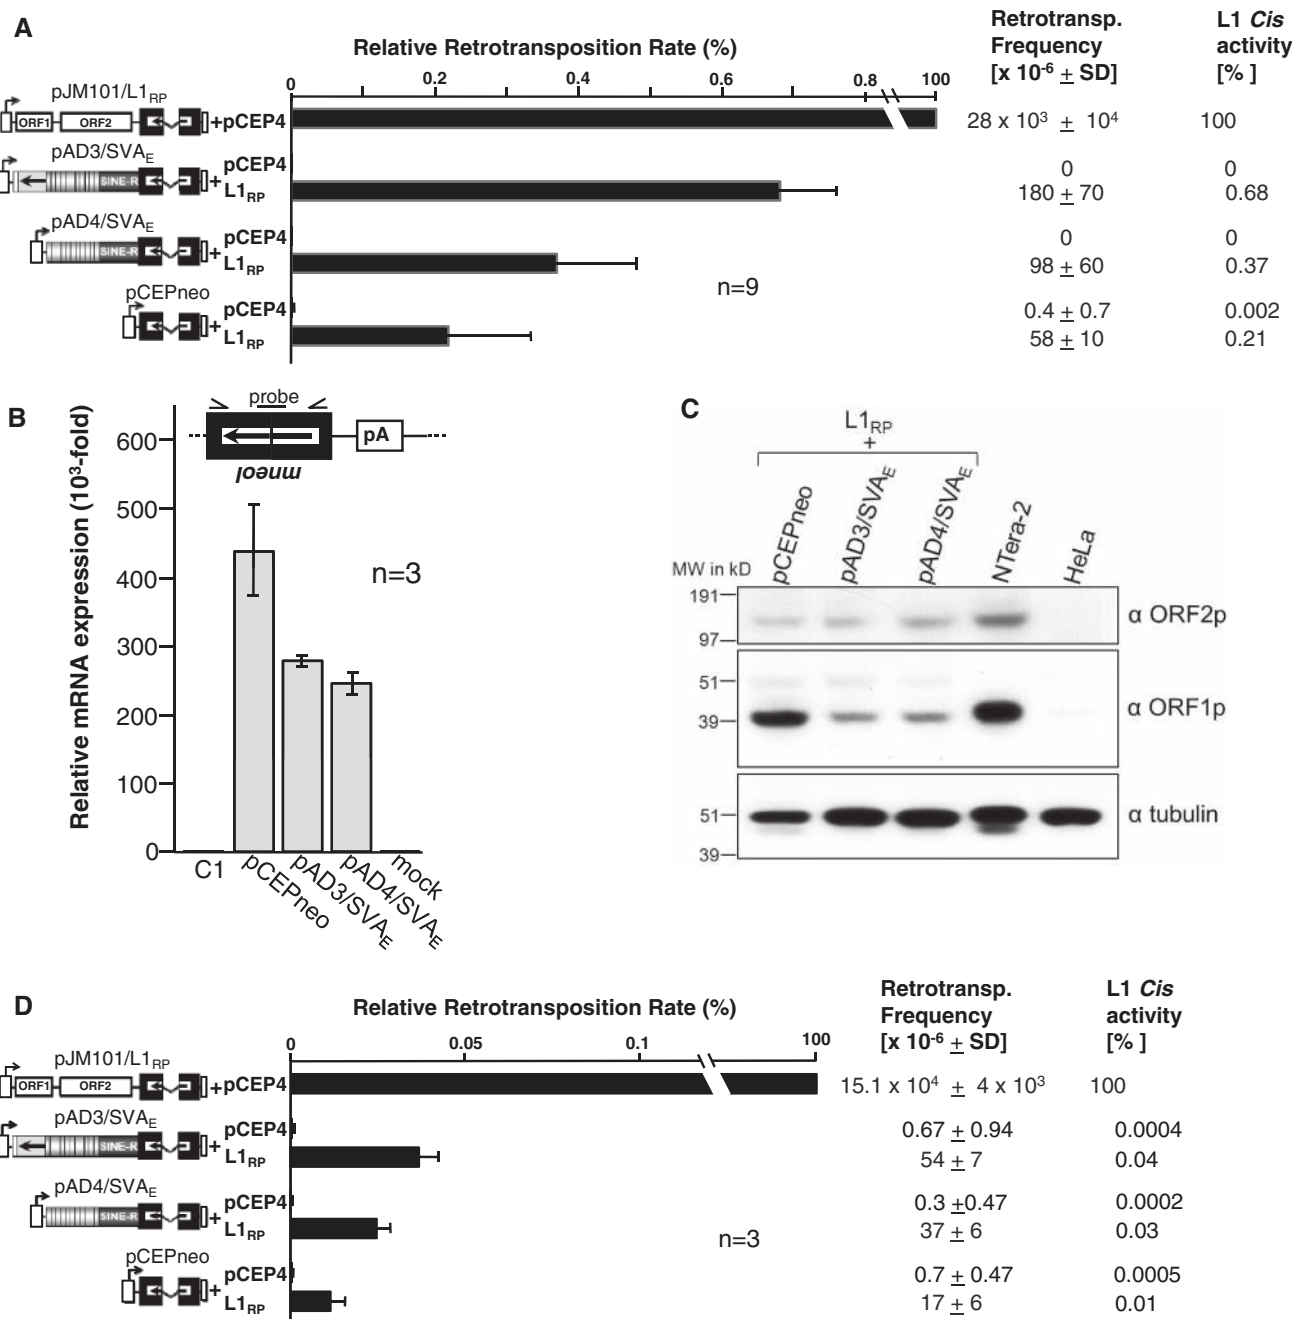 A
Relative Retrotransposition Rate (%)
Retrotransp. Frequency [x 10⁻⁶ ± SD]
L1 Cis activity [% ]
0 0.2 0.4 0.6 0.8 100
pJM101/L1RP
ORF1 ORF2 +pCEP4 28 x 10³ ± 10⁴ 100
pAD3/SVAE
pCEP4 0 0
SINE-R + L1RP 180 ± 70 0.68
pAD4/SVAE
pCEP4 0 0
SINE-R + L1RP 98 ± 60 0.37
n=9
pCEPneo
pCEP4 0.4 ± 0.7 0.002
+ L1RP 58 ± 10 0.21
B
Relative mRNA expression (10³-fold)
probe
pA
mneoI
n=3
600
500
400
300
200
100
0
C1 pCEPneo pAD3/SVAE pAD4/SVAE mock
C
L1RP
+
pCEPneo pAD3/SVAE pAD4/SVAE NTera-2 HeLa
MW in kD
191
97
α ORF2p
51
39
α ORF1p
51
39
α tubulin
D
Relative Retrotransposition Rate (%)
Retrotransp. Frequency [x 10⁻⁶ ± SD]
L1 Cis activity [% ]
0 0.05 0.1 100
pJM101/L1RP
ORF1 ORF2 +pCEP4 15.1 x 10⁴ ± 4 x 10³ 100
pAD3/SVAE
pCEP4 0.67 ± 0.94 0.0004
SINE-R + L1RP 54 ± 7 0.04
pAD4/SVAE
pCEP4 0.3 ±0.47 0.0002
SINE-R + L1RP 37 ± 6 0.03
n=3
pCEPneo
pCEP4 0.7 ± 0.47 0.0005
+ L1RP 17 ± 6 0.01